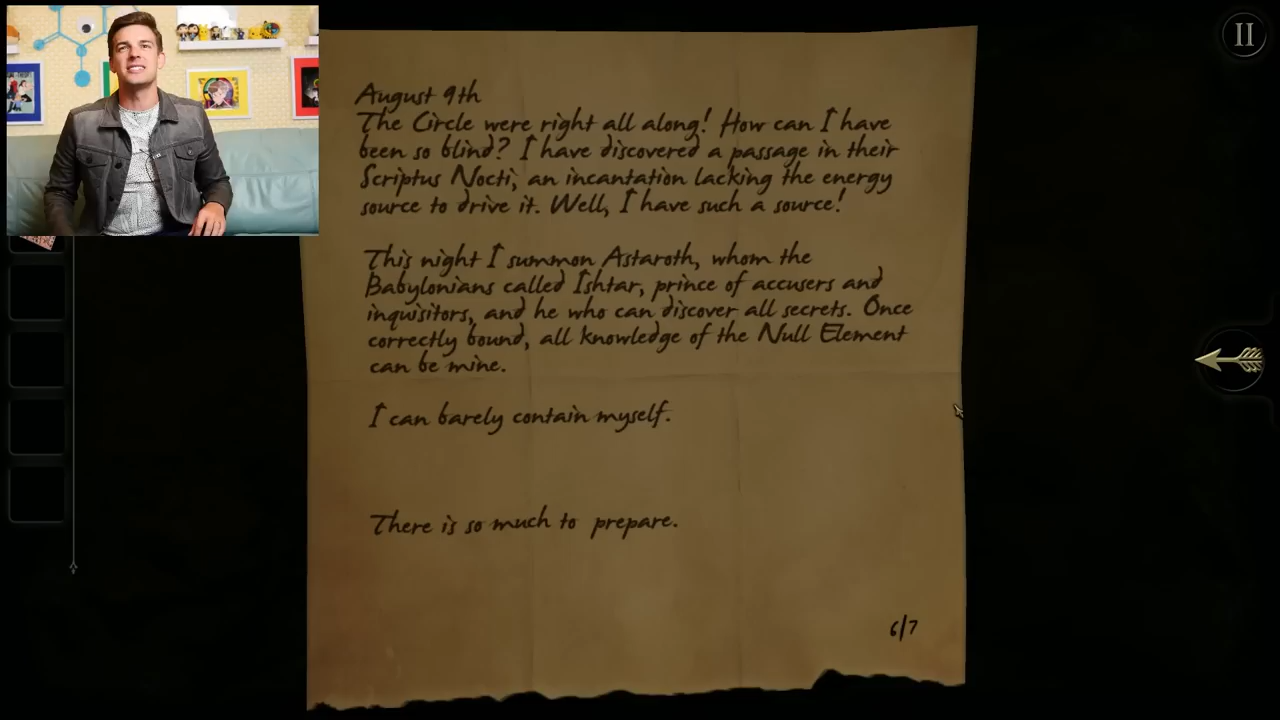 II
August 9th
The Circle were right all along! How can I have
been so blind? I have discovered a passage in their
Scriptus Nocti, an incantation lacking the energy
source to drive it. Well, I have such a source!
This night I summon Astaroth, whom the
Babylonians called Ishtar, prince of accusers and
inquisitors, and he who can discover all secrets. Once
correctly bound, all knowledge of the Null Element
can be mine.
I can barely contain myself.
There is so much to prepare.
6/7